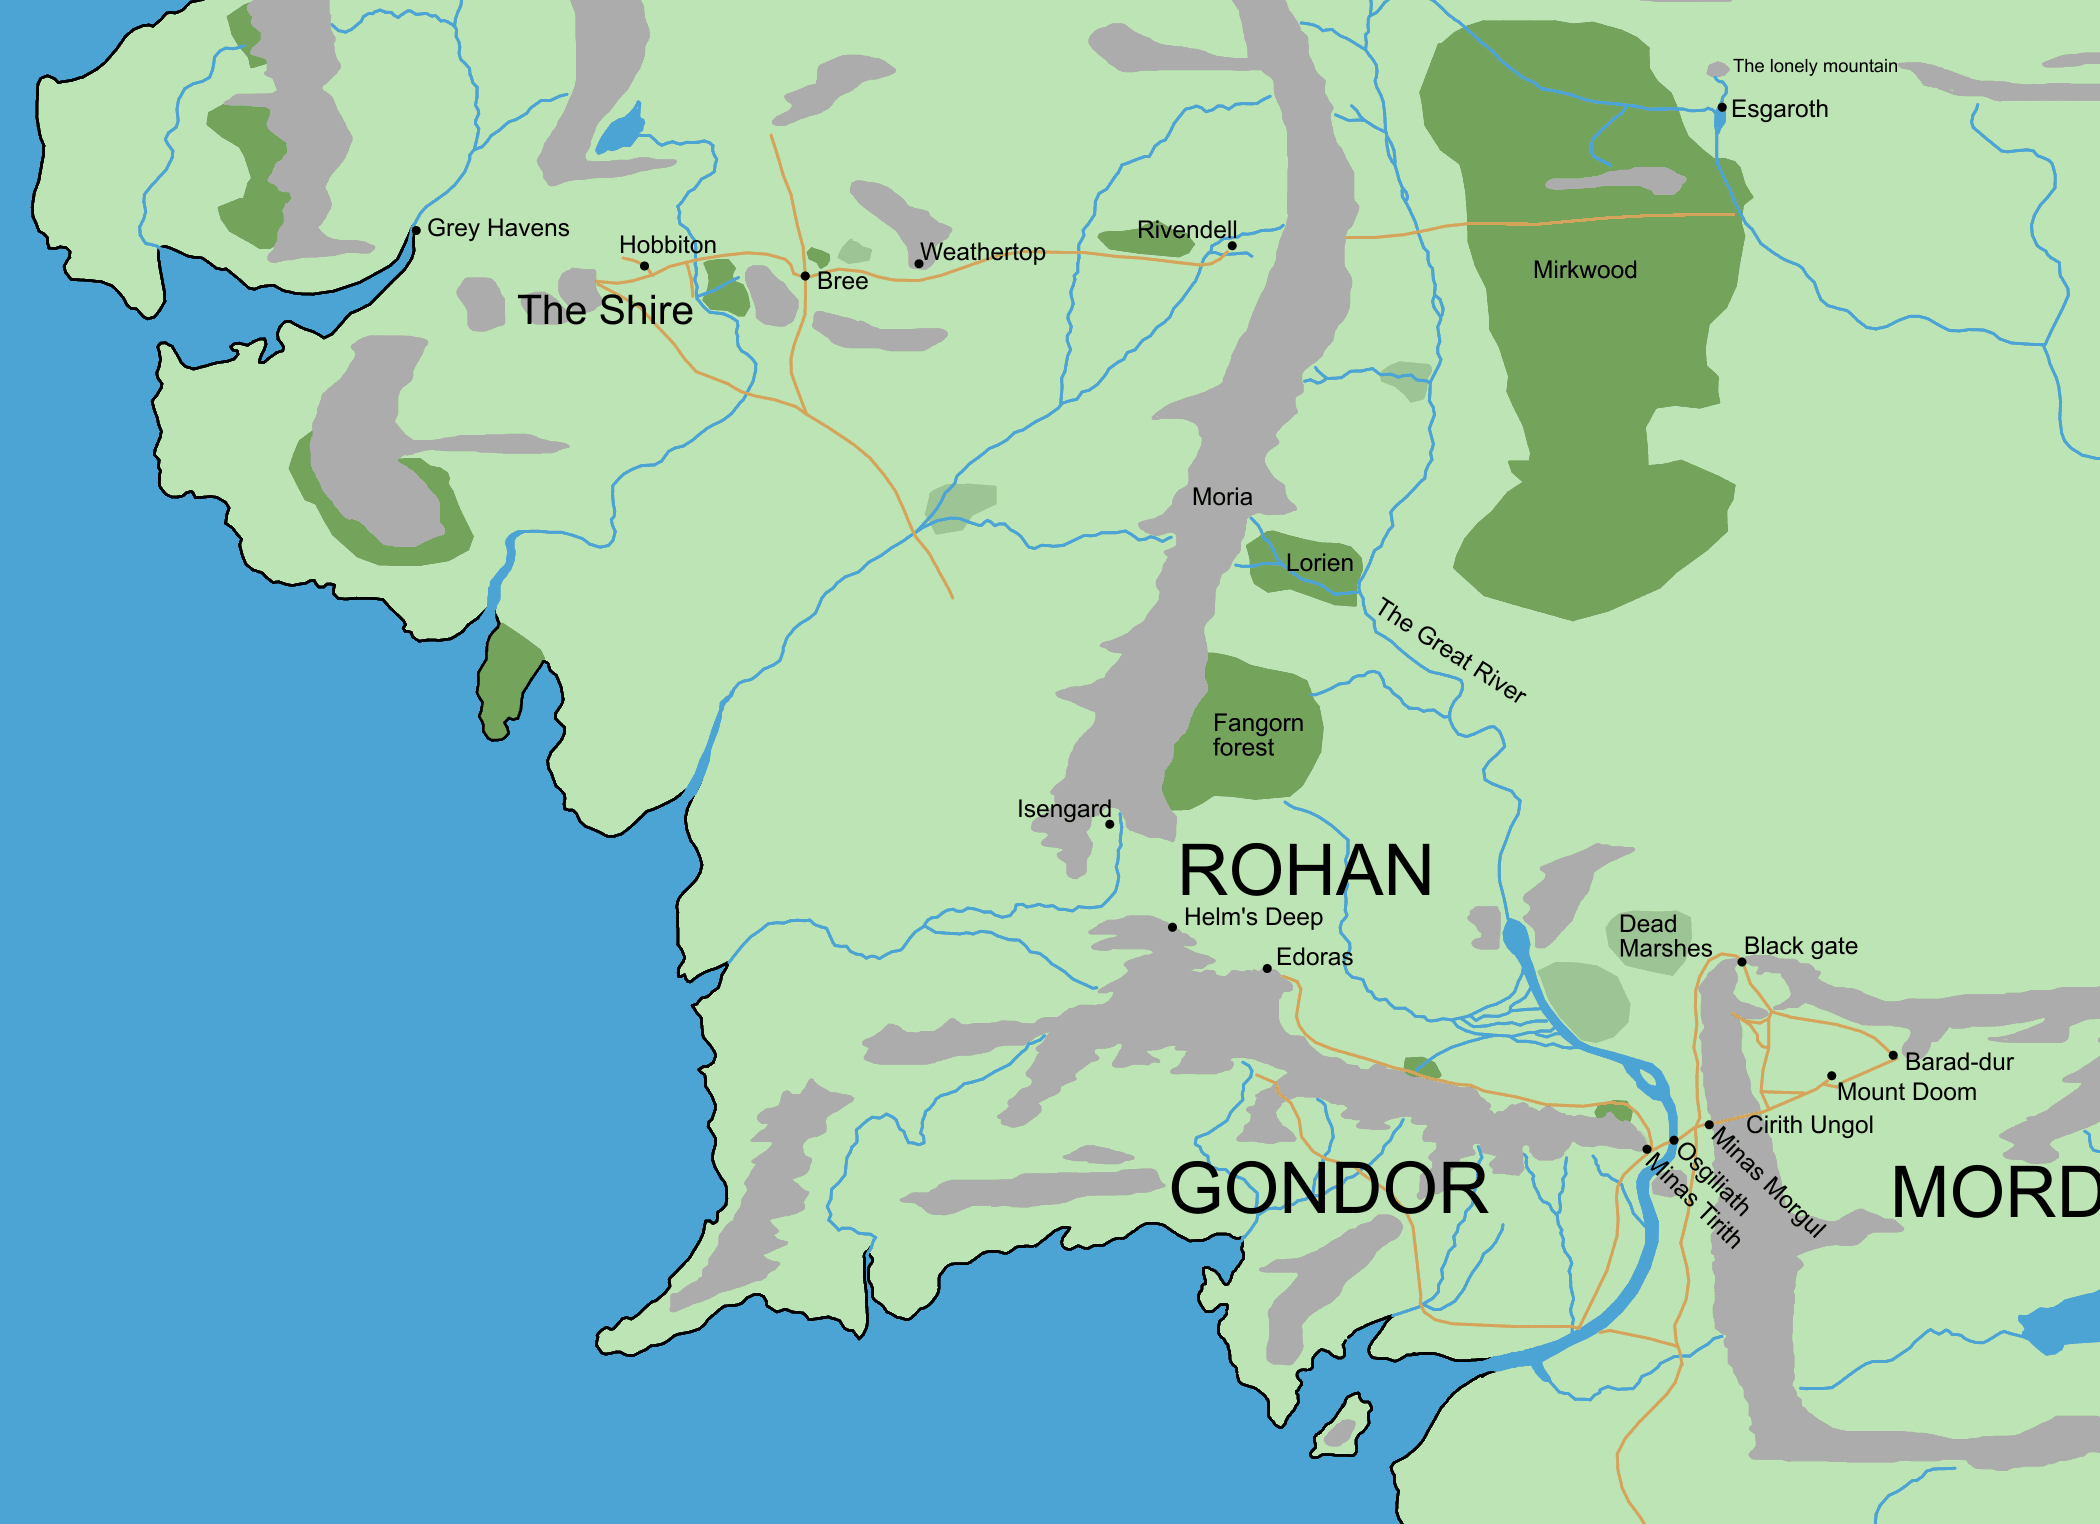 The lonely mountain
Esgaroth
Grey Havens
Hobbiton
Weathertop
Rivendell
Bree
The Shire
Mirkwood
Moria
Lorien
The Great River
Fangorn
forest
Isengard
ROHAN
Helm's Deep
Edoras
Dead
Marshes
Black gate
Barad-dur
Mount Doom
Cirith Ungol
Minas Morgul
Osgiliath
Minas Tirith
GONDOR
MORD